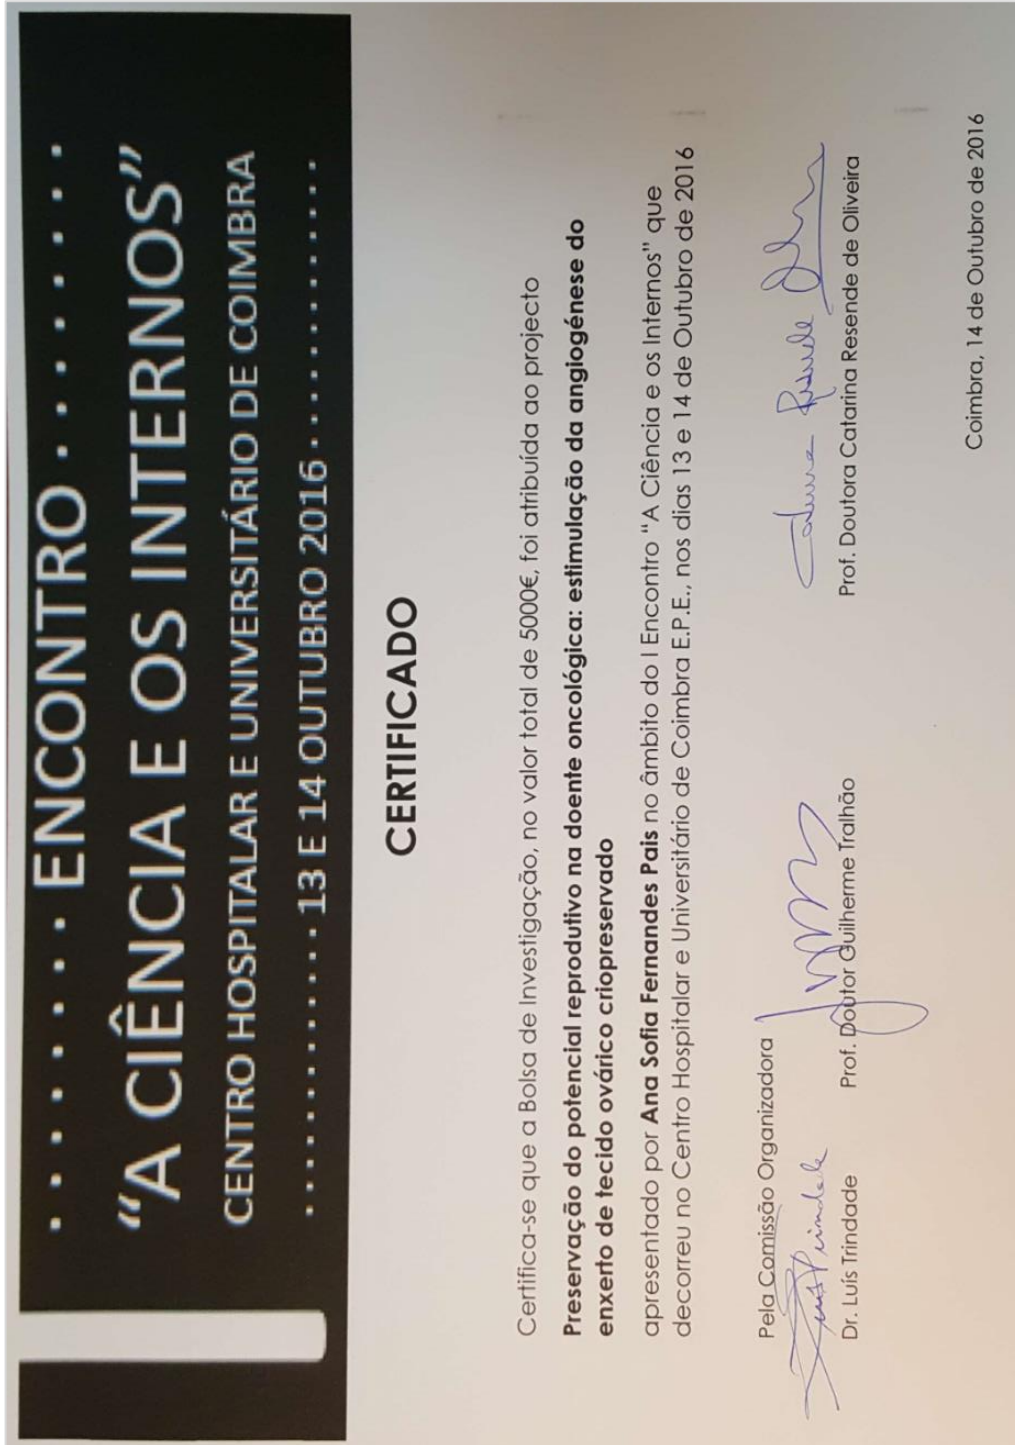 I ······ ENCONTRO ········
“A CIÊNCIA E OS INTERNOS”
CENTRO HOSPITALAR E UNIVERSITÁRIO DE COIMBRA
············ 13 E 14 OUTUBRO 2016 ·············
CERTIFICADO
Certifica-se que a Bolsa de Investigação, no valor total de 5000€, foi atribuída ao projecto
Preservação do potencial reprodutivo na doente oncológica: estimulação da angiogénese do
enxerto de tecido ovárico criopreservado
apresentado por Ana Sofia Fernandes Pais no âmbito do I Encontro "A Ciência e os Internos" que
decorreu no Centro Hospitalar e Universitário de Coimbra E.P.E., nos dias 13 e 14 de Outubro de 2016
Pela Comissão Organizadora
Luís Trindade
Dr. Luís Trindade
Prof. Doutor Guilherme Tralhão
Catarina Resende
Prof. Doutora Catarina Resende de Oliveira
Coimbra, 14 de Outubro de 2016